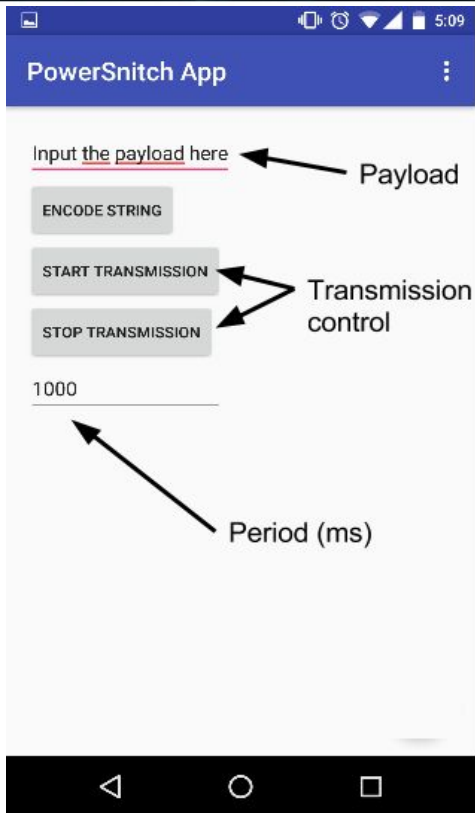 5:09
PowerSnitch App
Input the payload here
Payload
ENCODE STRING
START TRANSMISSION
Transmission
control
STOP TRANSMISSION
1000
Period (ms)